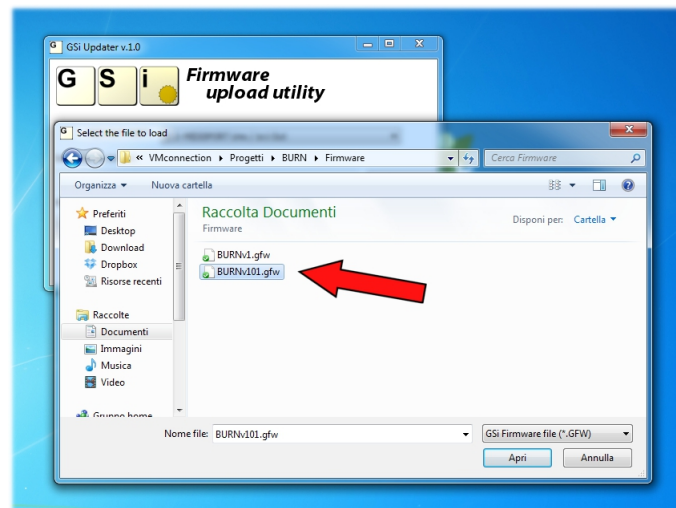 GSi Updater v.1.0
G S i Firmware
upload utility
Select the file to load
« VMconnection Progetti BURN Firmware
Cerca Firmware
Organizza Nuova cartella
Preferiti
Desktop
Download
Dropbox
Risorse recenti
Raccolte
Documenti
Immagini
Musica
Video
Gruppo home
Raccolta Documenti
Firmware
Disponi per: Cartella
BURNv1.gfw
BURNv101.gfw
Nome file: BURNv101.gfw
GSi Firmware file (*.GFW)
Apri Annulla